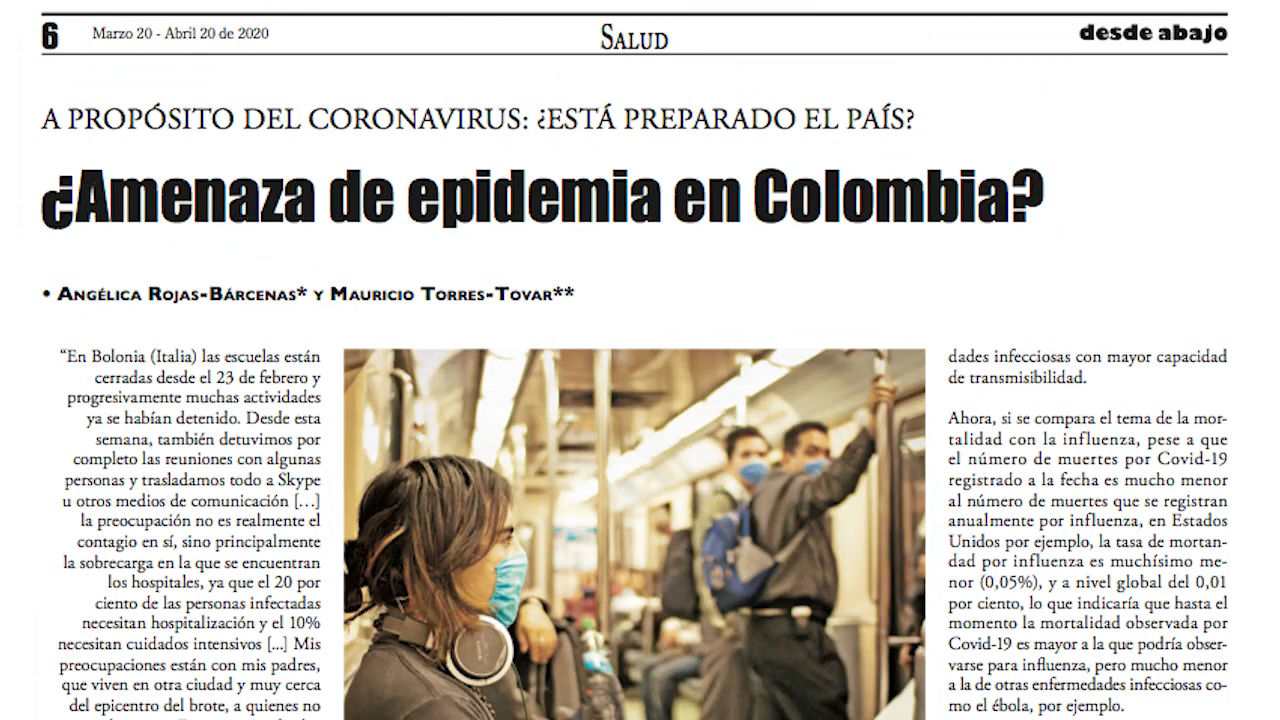 6
Marzo 20 - Abril 20 de 2020
SALUD
desde abajo
A PROPÓSITO DEL CORONAVIRUS: ¿ESTÁ PREPARADO EL PAÍS?
¿Amenaza de epidemia en Colombia?
• ANGÉLICA ROJAS-BÁRCENAS* Y MAURICIO TORRES-TOVAR**
“En Bolonia (Italia) las escuelas están
cerradas desde el 23 de febrero y
progresivamente muchas actividades
ya se habían detenido. Desde esta
semana, también detuvimos por
completo las reuniones con algunas
personas y trasladamos todo a Skype
u otros medios de comunicación […]
la preocupación no es realmente el
contagio en sí, sino principalmente
la sobrecarga en la que se encuentran
los hospitales, ya que el 20 por
ciento de las personas infectadas
necesitan hospitalización y el 10%
necesitan cuidados intensivos [...] Mis
preocupaciones están con mis padres,
que viven en otra ciudad y muy cerca
del epicentro del brote, a quienes no
dades infecciosas con mayor capacidad
de transmisibilidad.
Ahora, si se compara el tema de la mor-
talidad con la influenza, pese a que
el número de muertes por Covid-19
registrado a la fecha es mucho menor
al número de muertes que se registran
anualmente por influenza, en Estados
Unidos por ejemplo, la tasa de mortan-
dad por influenza es muchísimo me-
nor (0,05%), y a nivel global del 0,01
por ciento, lo que indicaría que hasta el
momento la mortalidad observada por
Covid-19 es mayor a la que podría obser-
varse para influenza, pero mucho menor
a la de otras enfermedades infecciosas co-
mo el ébola, por ejemplo.